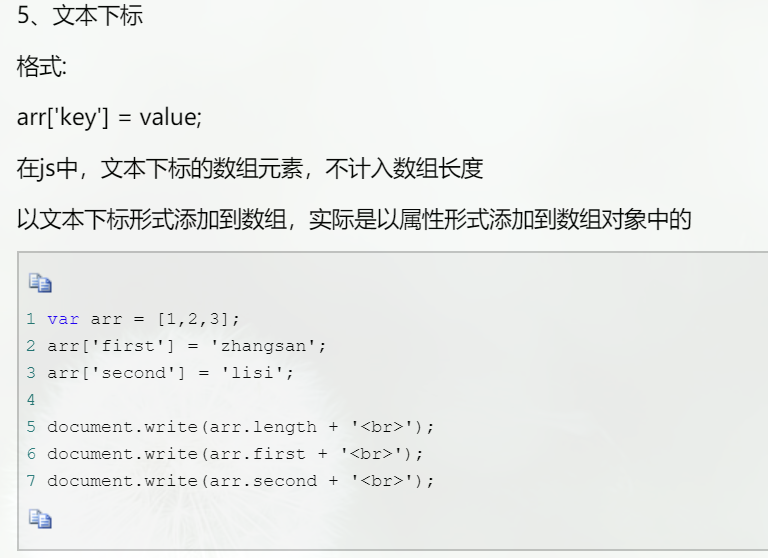 5、文本下标
格式:
arr['key'] = value;
在js中，文本下标的数组元素，不计入数组长度
以文本下标形式添加到数组，实际是以属性形式添加到数组对象中的
1 var arr = [1,2,3];
2 arr['first'] = 'zhangsan';
3 arr['second'] = 'lisi';
4
5 document.write(arr.length + '<br>');
6 document.write(arr.first + '<br>');
7 document.write(arr.second + '<br>');